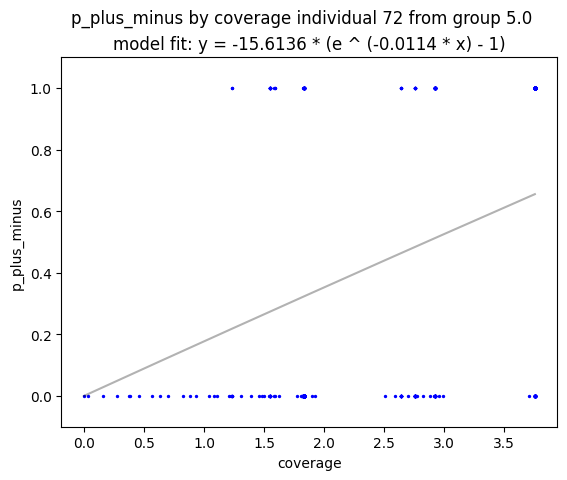 p_plus_minus by coverage individual 72 from group 5.0
model fit: y = -15.6136 * (e ^ (-0.0114 * x) - 1)
1.0
0.8
0.6
0.4
0.2
0.0
p_plus_minus
0.0 0.5 1.0 1.5 2.0 2.5 3.0 3.5
coverage